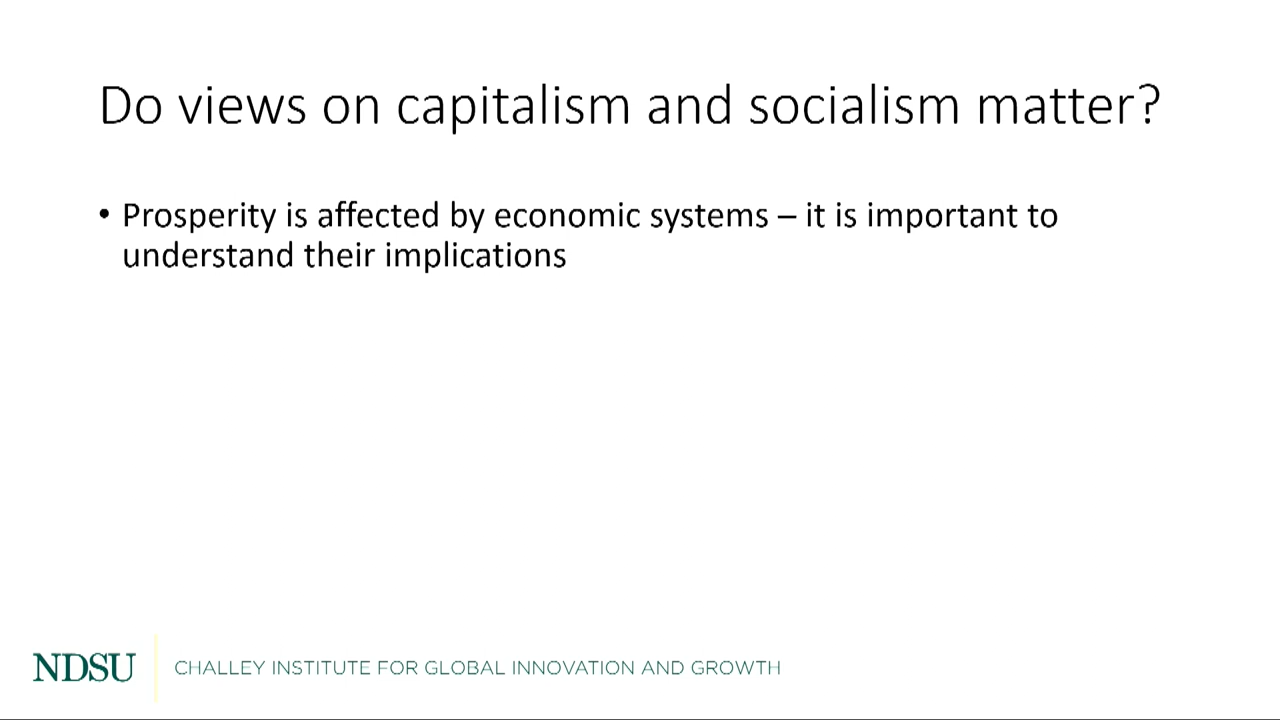 Do views on capitalism and socialism matter?
• Prosperity is affected by economic systems – it is important to
understand their implications
NDSU
CHALLEY INSTITUTE FOR GLOBAL INNOVATION AND GROWTH